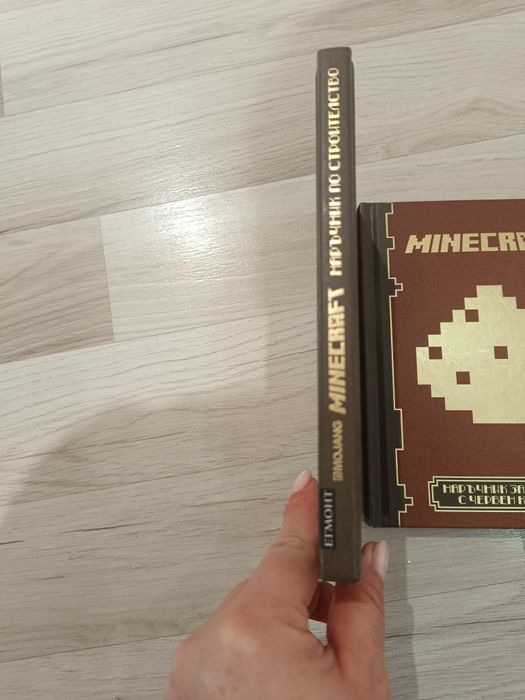 ЕГМОНТ MOJANG MINECRAFT НАРЪЧНИК ПО СТРОИТЕЛСТВО
MINECRA
НАРЪЧНИК ЗА
С ЧЕРВЕН К